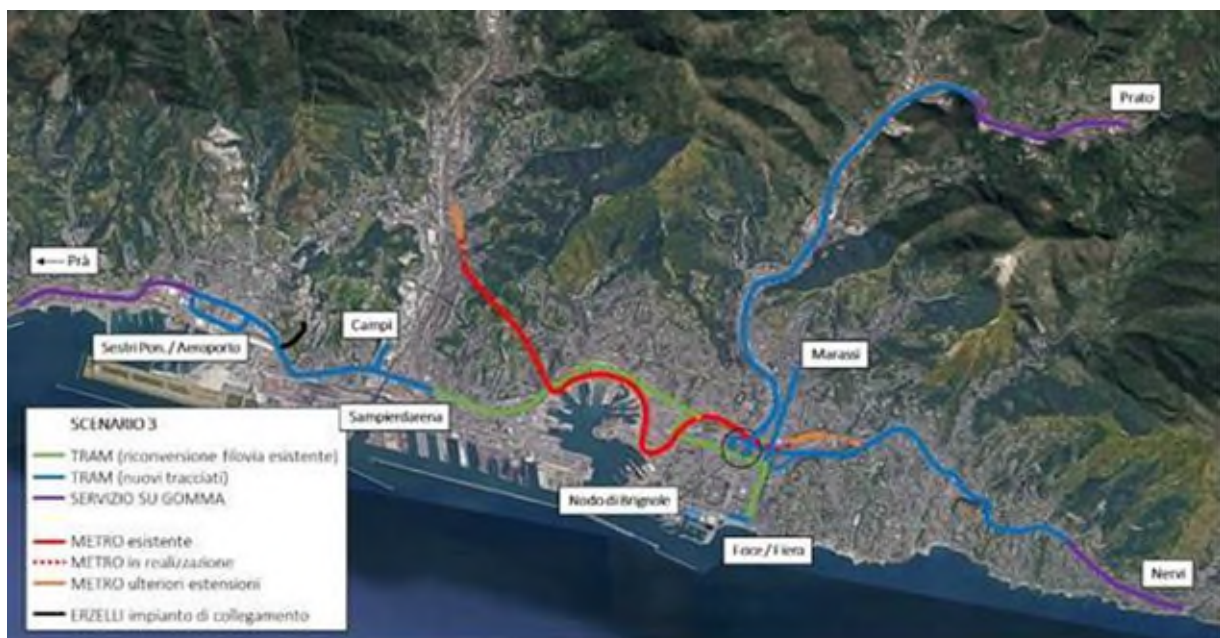 Prato
← Prà
Campi
Sestri Pon. / Aeroporto
Marassi
Sampierdarena
SCENARIO 3
TRAM (riconversione filovia esistente)
TRAM (nuovi tracciati)
SERVIZIO SU GOMMA
Nodo di Brignole
METRO esistente
Foce / Fiera
METRO in realizzazione
METRO ulteriori estensioni
Nervi
ERZELLI impianto di collegamento